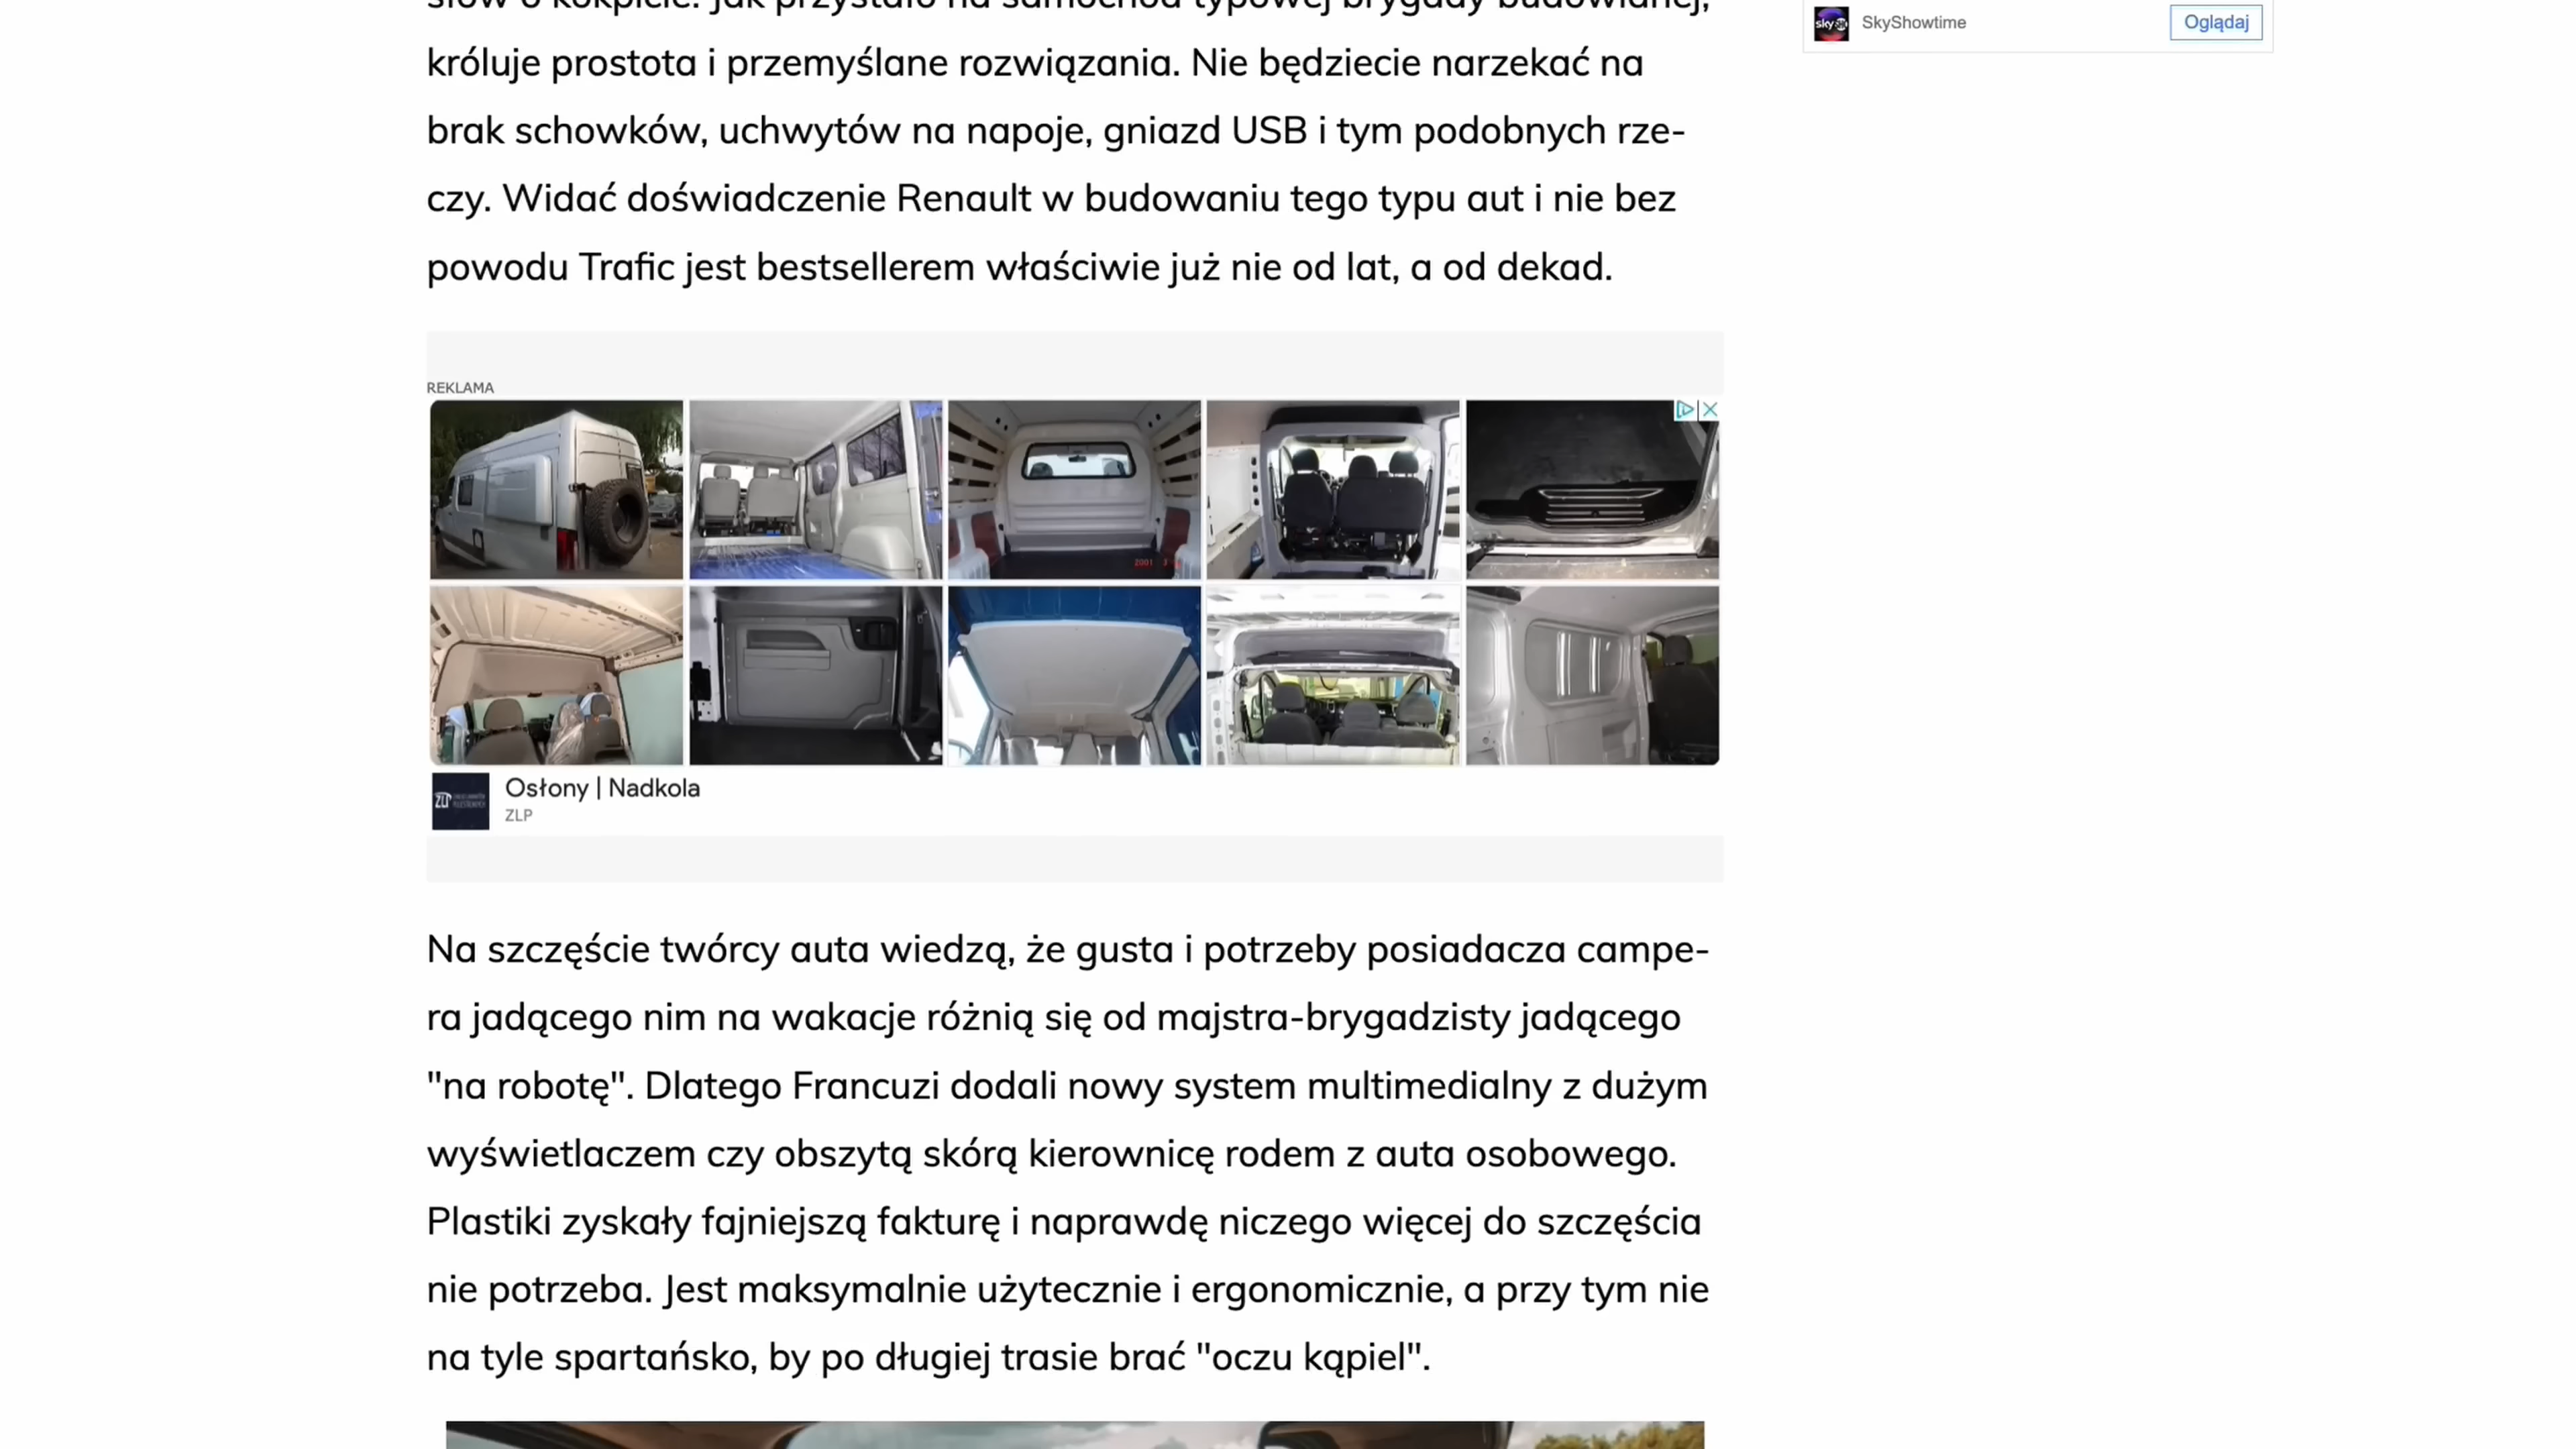 słów o kokpicie. Jak przystało na samochód typowej brygady budowlanej,
króluje prostota i przemyślane rozwiązania. Nie będziecie narzekać na
brak schowków, uchwytów na napoje, gniazd USB i tym podobnych rze-
czy. Widać doświadczenie Renault w budowaniu tego typu aut i nie bez
powodu Trafic jest bestsellerem właściwie już nie od lat, a od dekad.
SkyShowtime
Oglądaj
REKLAMA
2001
Osłony | Nadkola
ZLP
Na szczęście twórcy auta wiedzą, że gusta i potrzeby posiadacza campe-
ra jadącego nim na wakacje różnią się od majstra-brygadzisty jadącego
"na robotę". Dlatego Francuzi dodali nowy system multimedialny z dużym
wyświetlaczem czy obszytą skórą kierownicę rodem z auta osobowego.
Plastiki zyskały fajniejszą fakturę i naprawdę niczego więcej do szczęścia
nie potrzeba. Jest maksymalnie użytecznie i ergonomicznie, a przy tym nie
na tyle spartańsko, by po długiej trasie brać "oczu kąpiel".